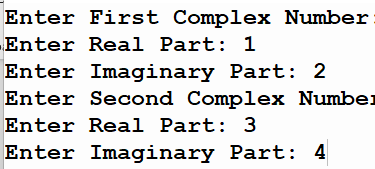 Enter First Complex Number:
Enter Real Part: 1
Enter Imaginary Part: 2
Enter Second Complex Number
Enter Real Part: 3
Enter Imaginary Part: 4